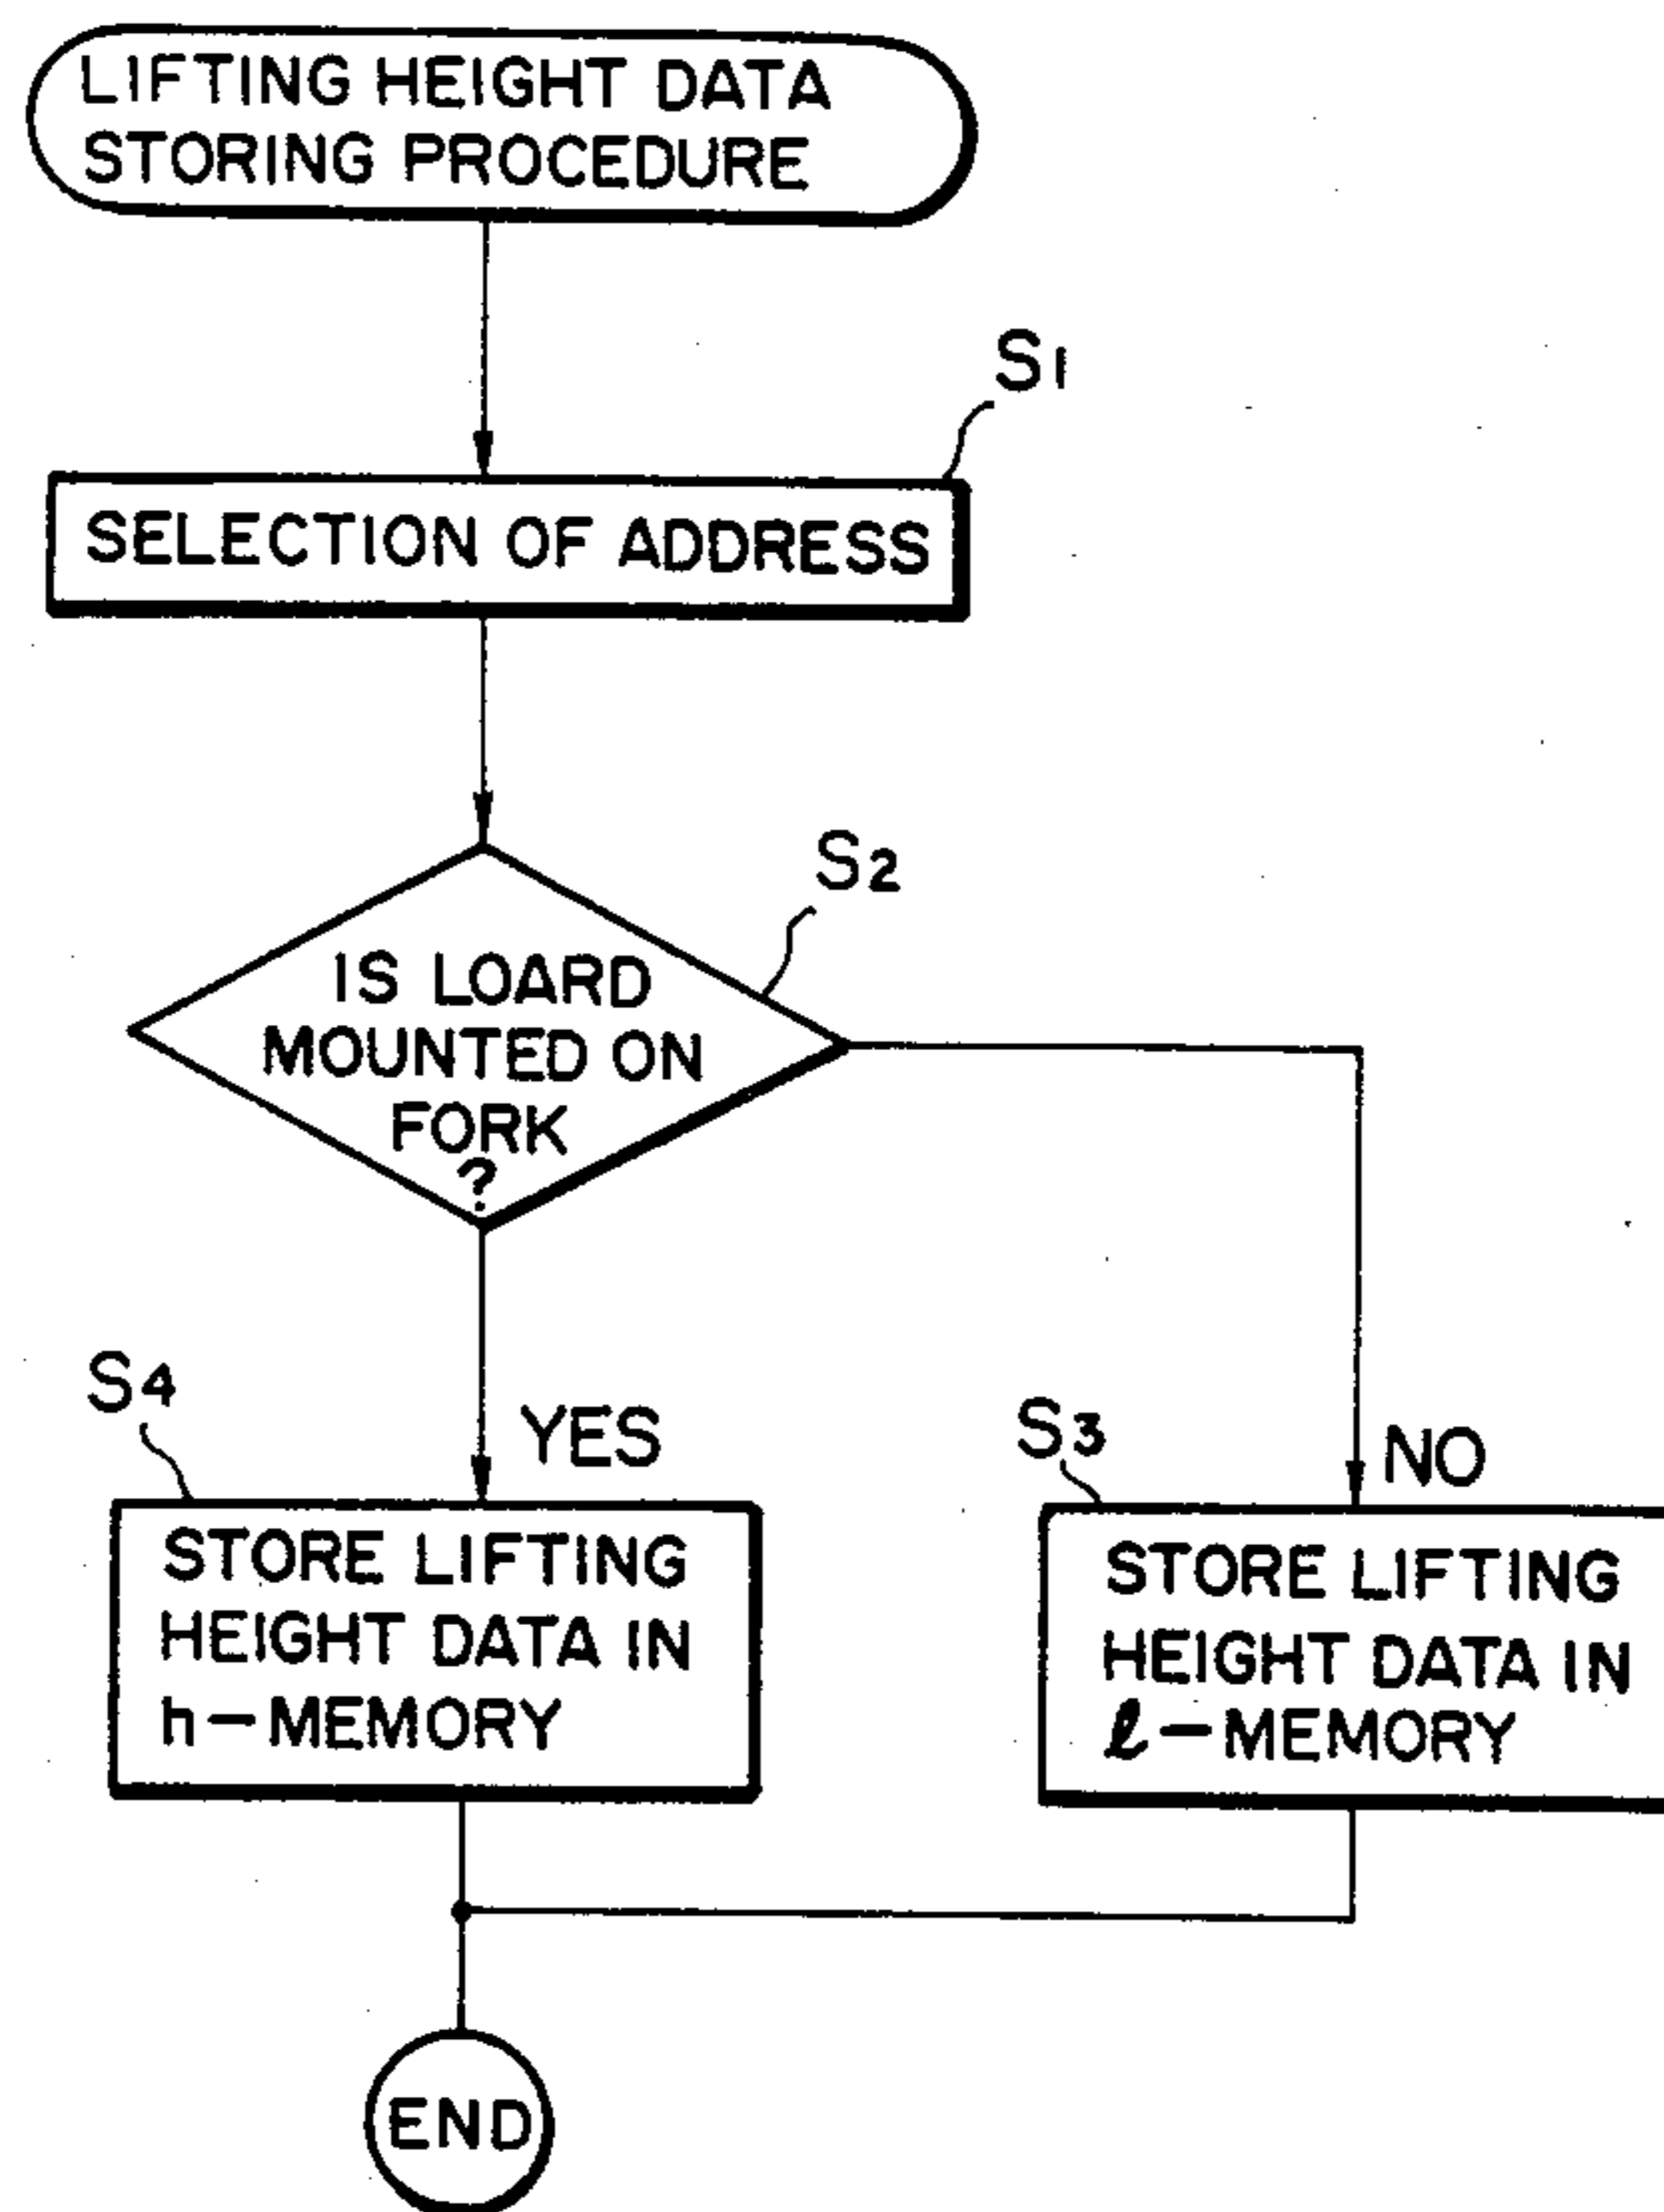 LIFTING HEIGHT DATA
STORING PROCEDURE
S1
SELECTION OF ADDRESS
S2
IS LOARD
MOUNTED ON
FORK
?
S4
YES
S3
NO
STORE LIFTING
HEIGHT DATA IN
h-MEMORY
STORE LIFTING
HEIGHT DATA IN
ℓ-MEMORY
END